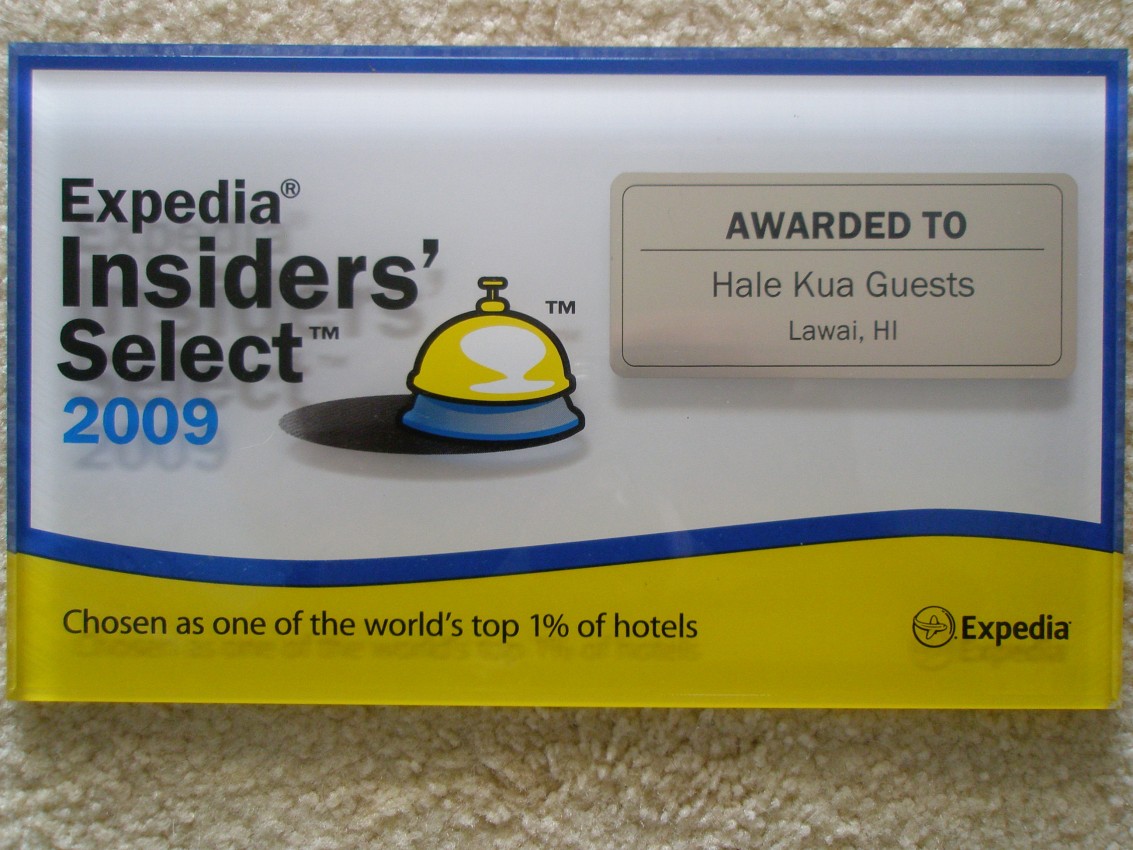 Expedia®
Insiders'
Select™
2009
™
AWARDED TO
Hale Kua Guests
Lawai, HI
Chosen as one of the world's top 1% of hotels
Expedia